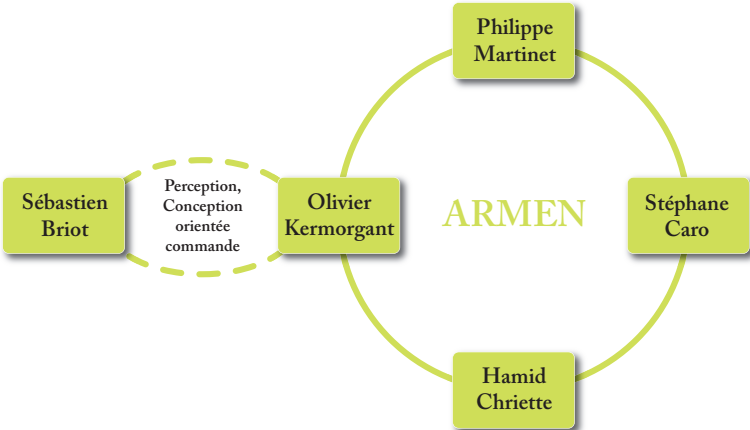 Philippe
Martinet
Sébastien
Briot
Perception,
Conception
orientée
commande
Olivier
Kermorgant
ARMEN
Stéphane
Caro
Hamid
Chriette